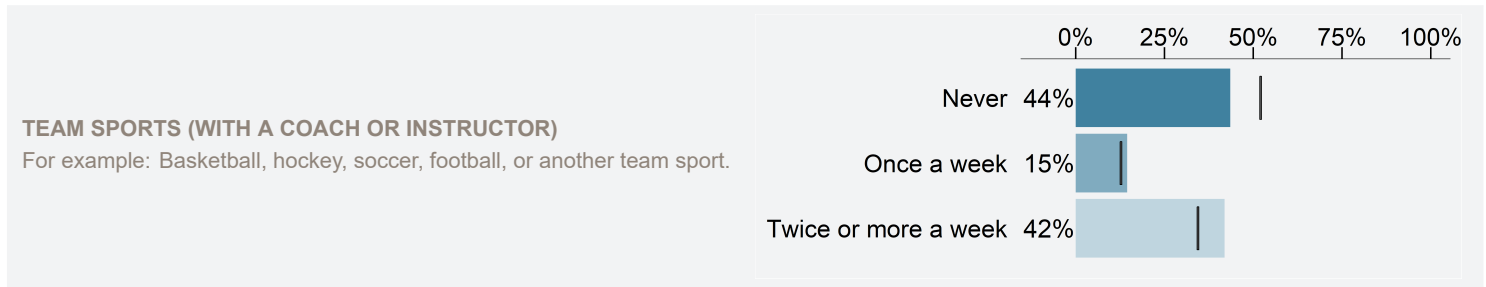 0% 25% 50% 75% 100%
Never 44%
TEAM SPORTS (WITH A COACH OR INSTRUCTOR)
For example: Basketball, hockey, soccer, football, or another team sport.
Once a week 15%
Twice or more a week 42%